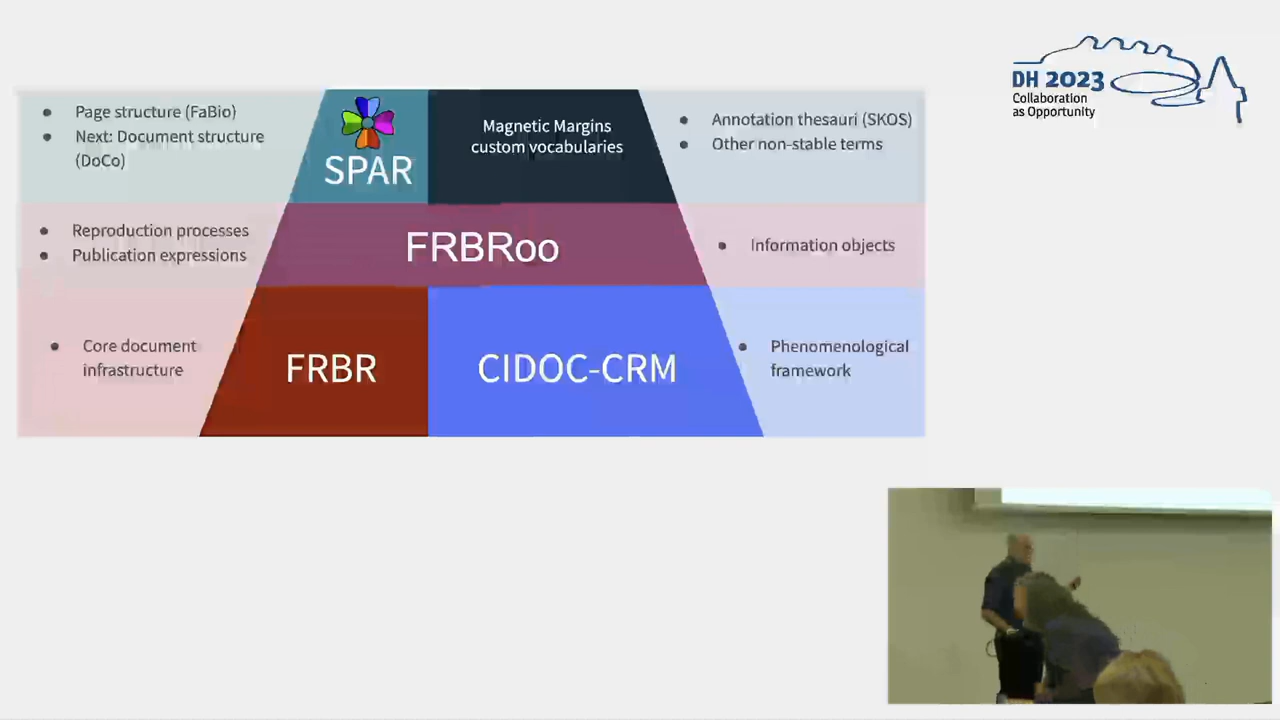 DH 2023
Collaboration
as Opportunity
• Page structure (FaBio)
• Next: Document structure
(DoCo)
SPAR
Magnetic Margins
custom vocabularies
• Annotation thesauri (SKOS)
• Other non-stable terms
• Reproduction processes
• Publication expressions
FRBRoo
• Information objects
• Core document
infrastructure
FRBR
CIDOC-CRM
• Phenomenological
framework